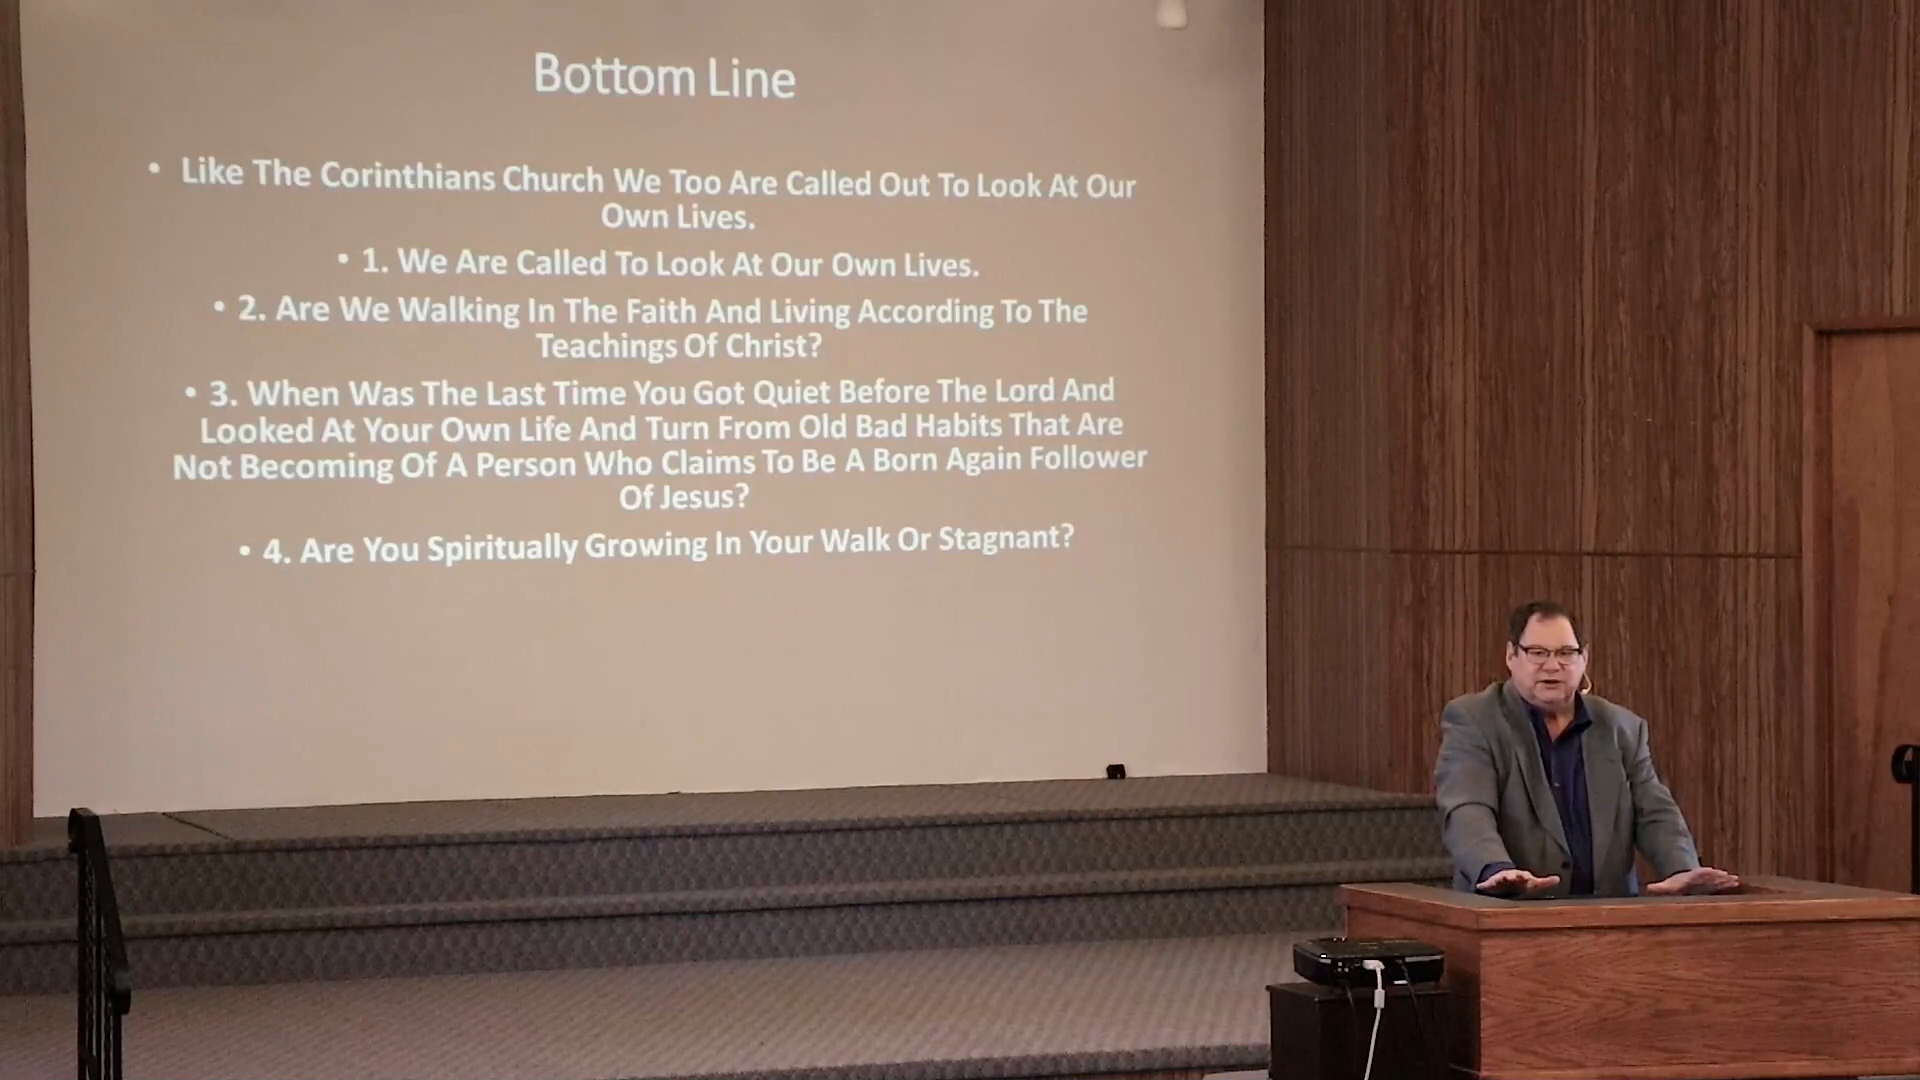 Bottom Line
• Like The Corinthians Church We Too Are Called Out To Look At Our
Own Lives.
• 1. We Are Called To Look At Our Own Lives.
• 2. Are We Walking In The Faith And Living According To The
Teachings Of Christ?
• 3. When Was The Last Time You Got Quiet Before The Lord And
Looked At Your Own Life And Turn From Old Bad Habits That Are
Not Becoming Of A Person Who Claims To Be A Born Again Follower
Of Jesus?
• 4. Are You Spiritually Growing In Your Walk Or Stagnant?